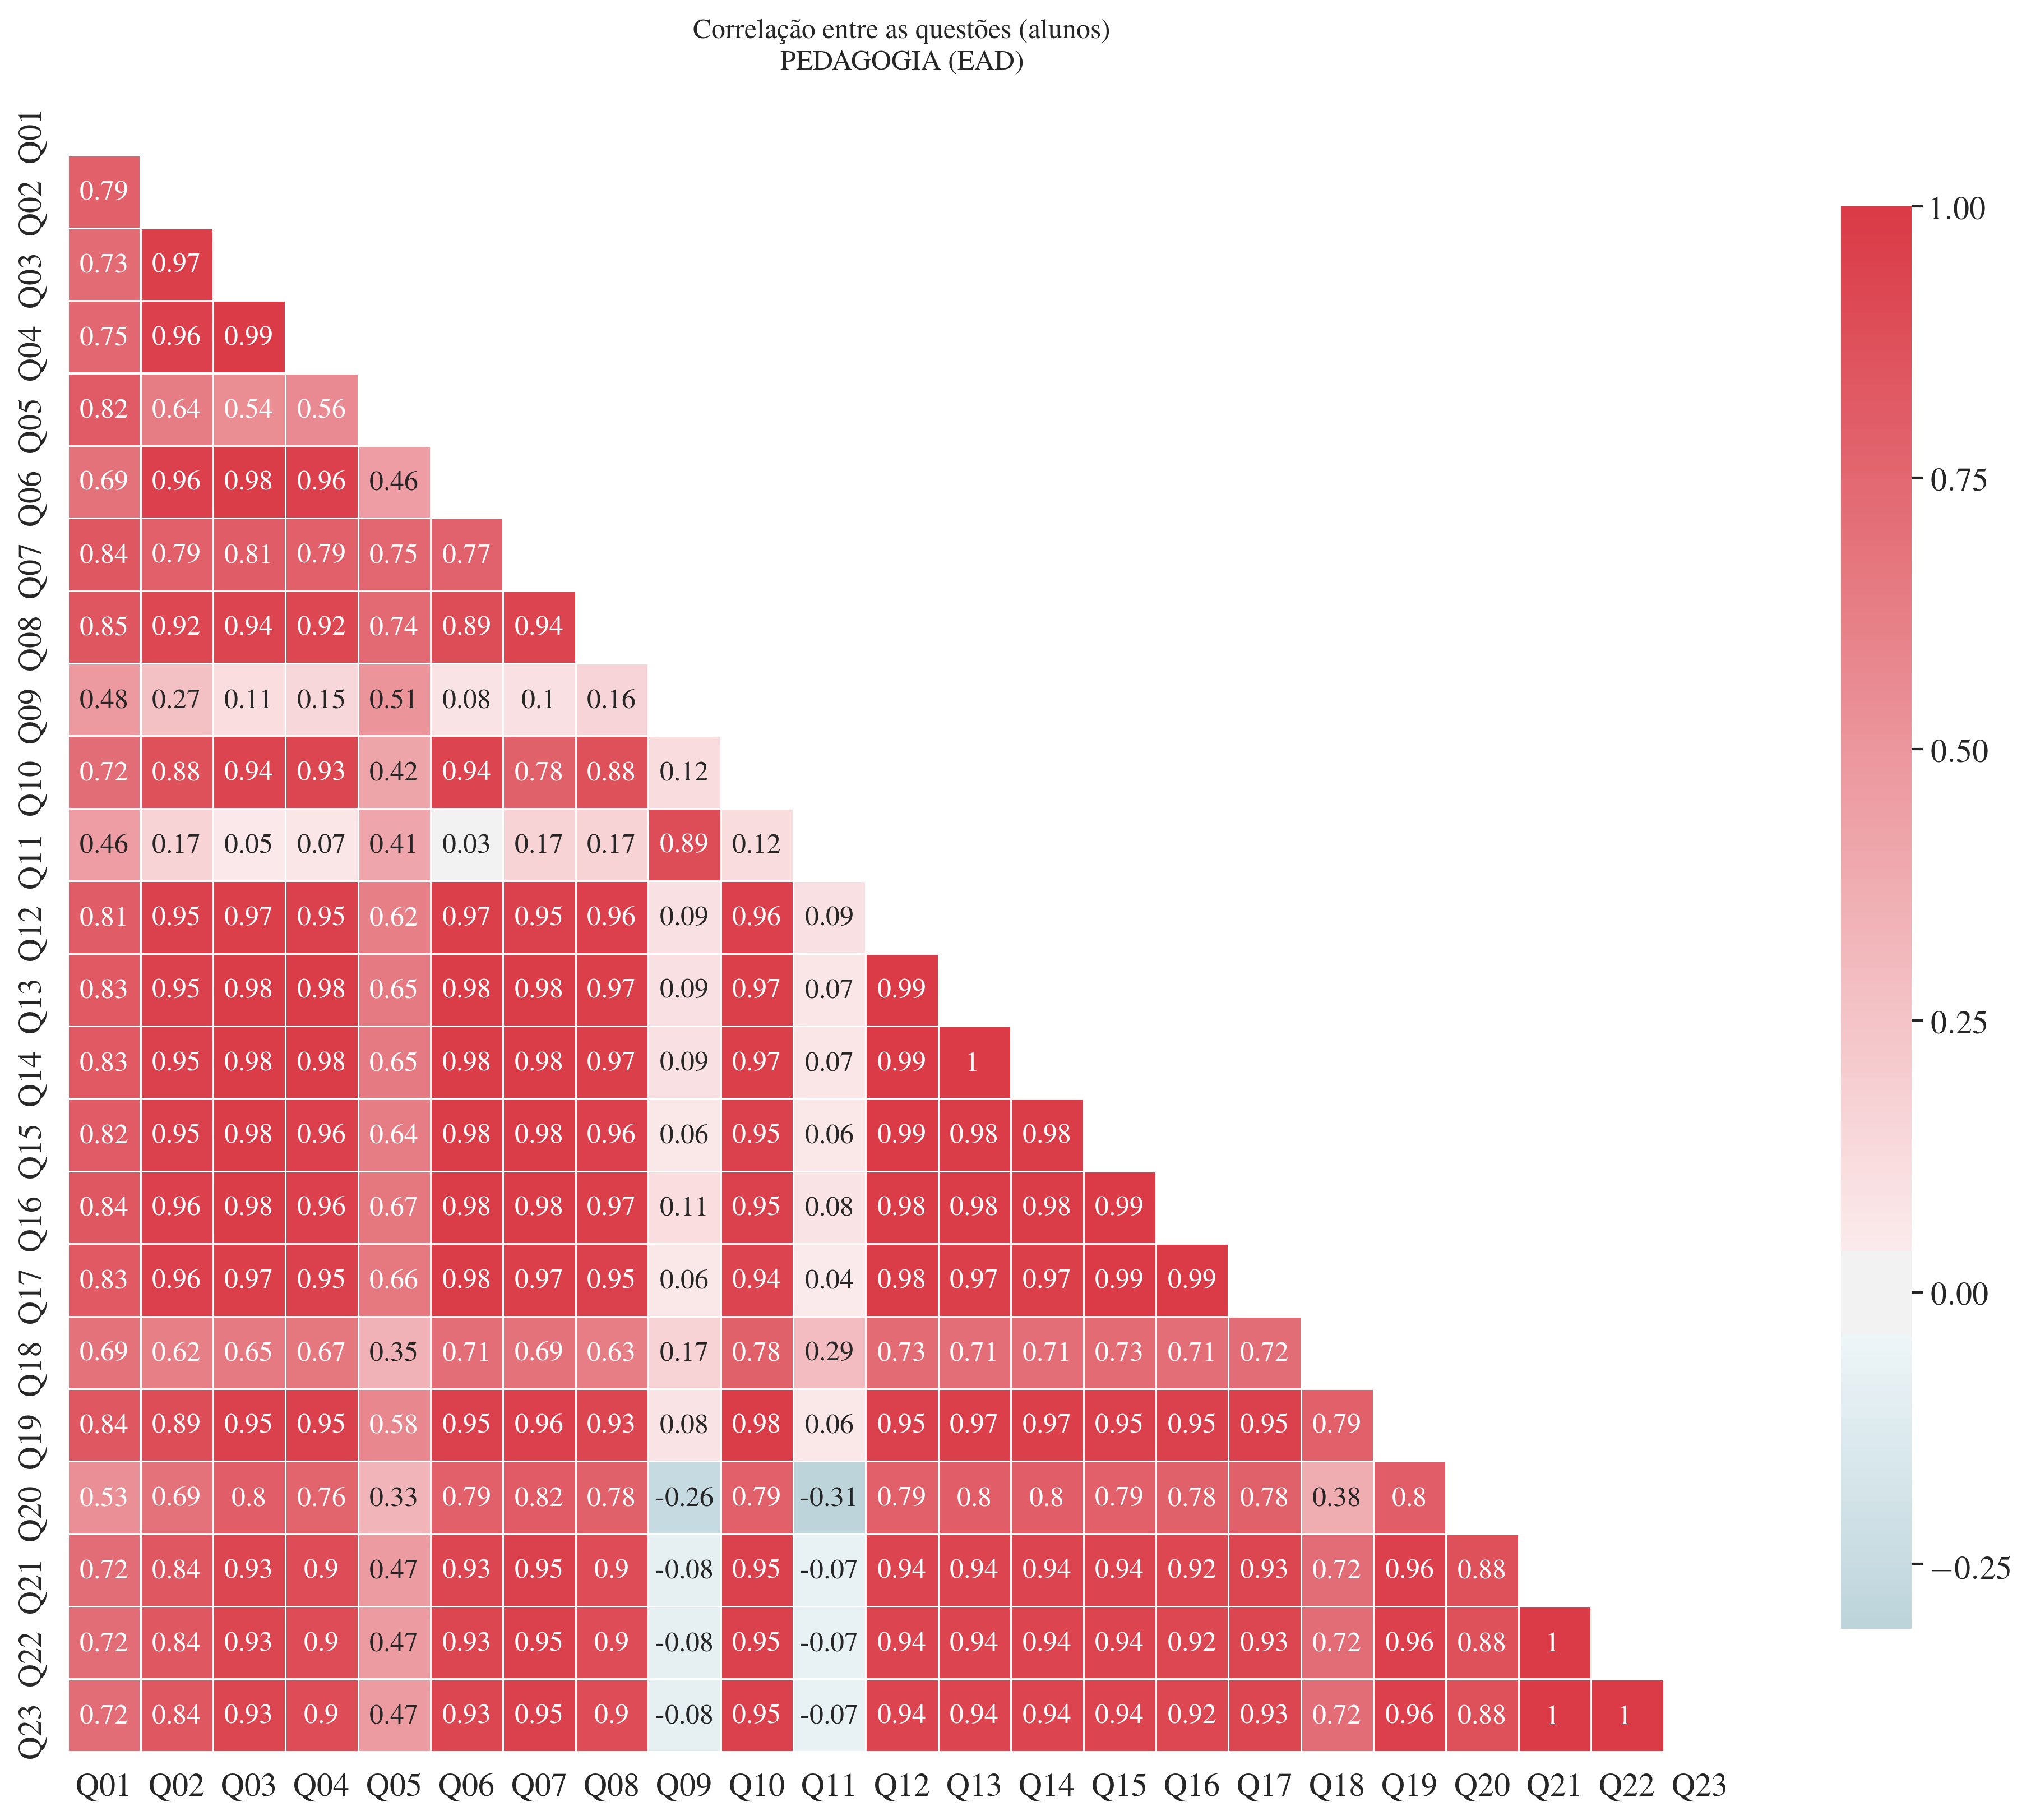 Correlação entre as questões (alunos)
PEDAGOGIA (EAD)
Q01
Q02 0.79
Q03 0.73 0.97
Q04 0.75 0.96 0.99
Q05 0.82 0.64 0.54 0.56
Q06 0.69 0.96 0.98 0.96 0.46
Q07 0.84 0.79 0.81 0.79 0.75 0.77
Q08 0.85 0.92 0.94 0.92 0.74 0.89 0.94
Q09 0.48 0.27 0.11 0.15 0.51 0.08 0.1 0.16
Q10 0.72 0.88 0.94 0.93 0.42 0.94 0.78 0.88 0.12
Q11 0.46 0.17 0.05 0.07 0.41 0.03 0.17 0.17 0.89 0.12
Q12 0.81 0.95 0.97 0.95 0.62 0.97 0.95 0.96 0.09 0.96 0.09
Q13 0.83 0.95 0.98 0.98 0.65 0.98 0.98 0.97 0.09 0.97 0.07 0.99
Q14 0.83 0.95 0.98 0.98 0.65 0.98 0.98 0.97 0.09 0.97 0.07 0.99 1
Q15 0.82 0.95 0.98 0.96 0.64 0.98 0.98 0.96 0.06 0.95 0.06 0.99 0.98 0.98
Q16 0.84 0.96 0.98 0.96 0.67 0.98 0.98 0.97 0.11 0.95 0.08 0.98 0.98 0.98 0.99
Q17 0.83 0.96 0.97 0.95 0.66 0.98 0.97 0.95 0.06 0.94 0.04 0.98 0.97 0.97 0.99 0.99
Q18 0.69 0.62 0.65 0.67 0.35 0.71 0.69 0.63 0.17 0.78 0.29 0.73 0.71 0.71 0.73 0.71 0.72
Q19 0.84 0.89 0.95 0.95 0.58 0.95 0.96 0.93 0.08 0.98 0.06 0.95 0.97 0.97 0.95 0.95 0.95 0.79
Q20 0.53 0.69 0.8 0.76 0.33 0.79 0.82 0.78 -0.26 0.79 -0.31 0.79 0.8 0.8 0.79 0.78 0.78 0.38 0.8
Q21 0.72 0.84 0.93 0.9 0.47 0.93 0.95 0.9 -0.08 0.95 -0.07 0.94 0.94 0.94 0.94 0.92 0.93 0.72 0.96 0.88
Q22 0.72 0.84 0.93 0.9 0.47 0.93 0.95 0.9 -0.08 0.95 -0.07 0.94 0.94 0.94 0.94 0.92 0.93 0.72 0.96 0.88 1
Q23 0.72 0.84 0.93 0.9 0.47 0.93 0.95 0.9 -0.08 0.95 -0.07 0.94 0.94 0.94 0.94 0.92 0.93 0.72 0.96 0.88 1 1
Q01 Q02 Q03 Q04 Q05 Q06 Q07 Q08 Q09 Q10 Q11 Q12 Q13 Q14 Q15 Q16 Q17 Q18 Q19 Q20 Q21 Q22 Q23
1.00
0.75
0.50
0.25
0.00
−0.25